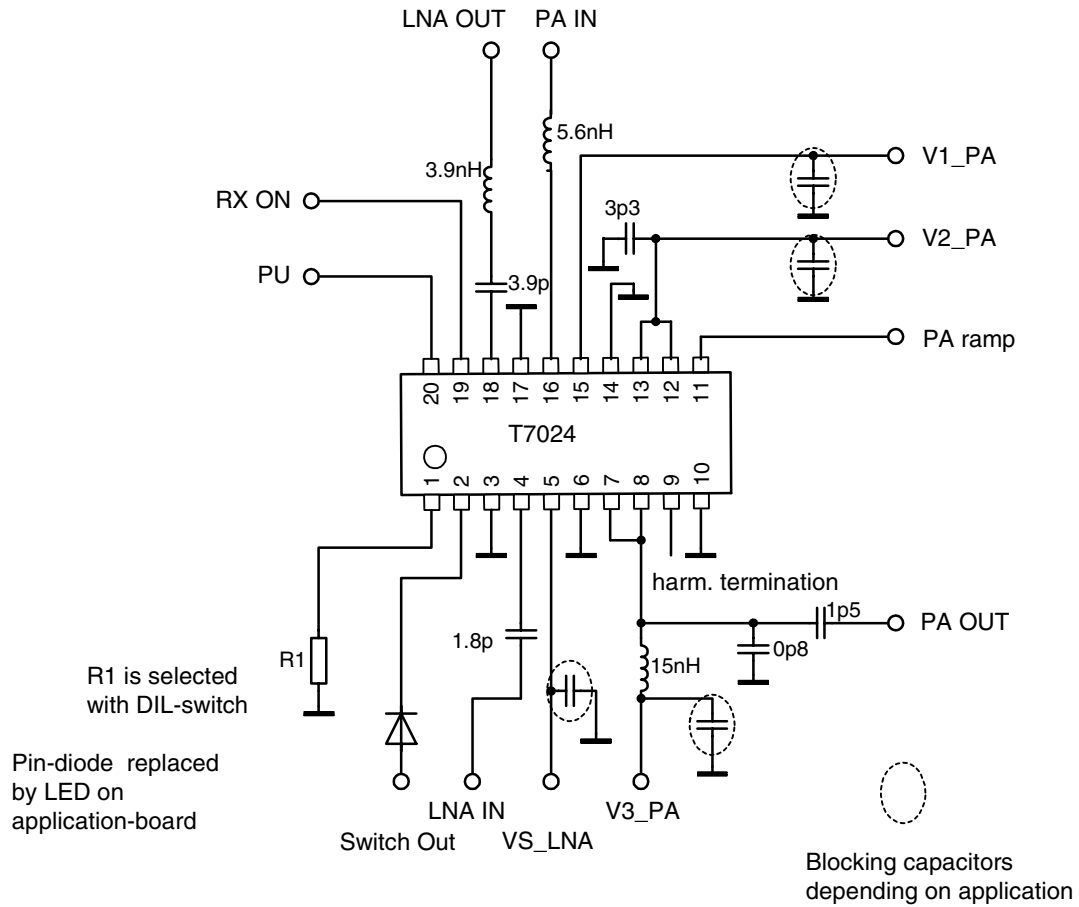 LNA OUT PA IN
5.6nH
V1_PA
3.9nH
RX ON
3p3
V2_PA
PU
3.9p
PA ramp
20 19 18 17 16 15 14 13 12 11
T7024
1 2 3 4 5 6 7 8 9 10
harm. termination
1p5
PA OUT
1.8p
0p8
R1
15nH
R1 is selected
with DIL-switch
Pin-diode replaced
by LED on
application-board
LNA IN
V3_PA
Switch Out
VS_LNA
Blocking capacitors
depending on application